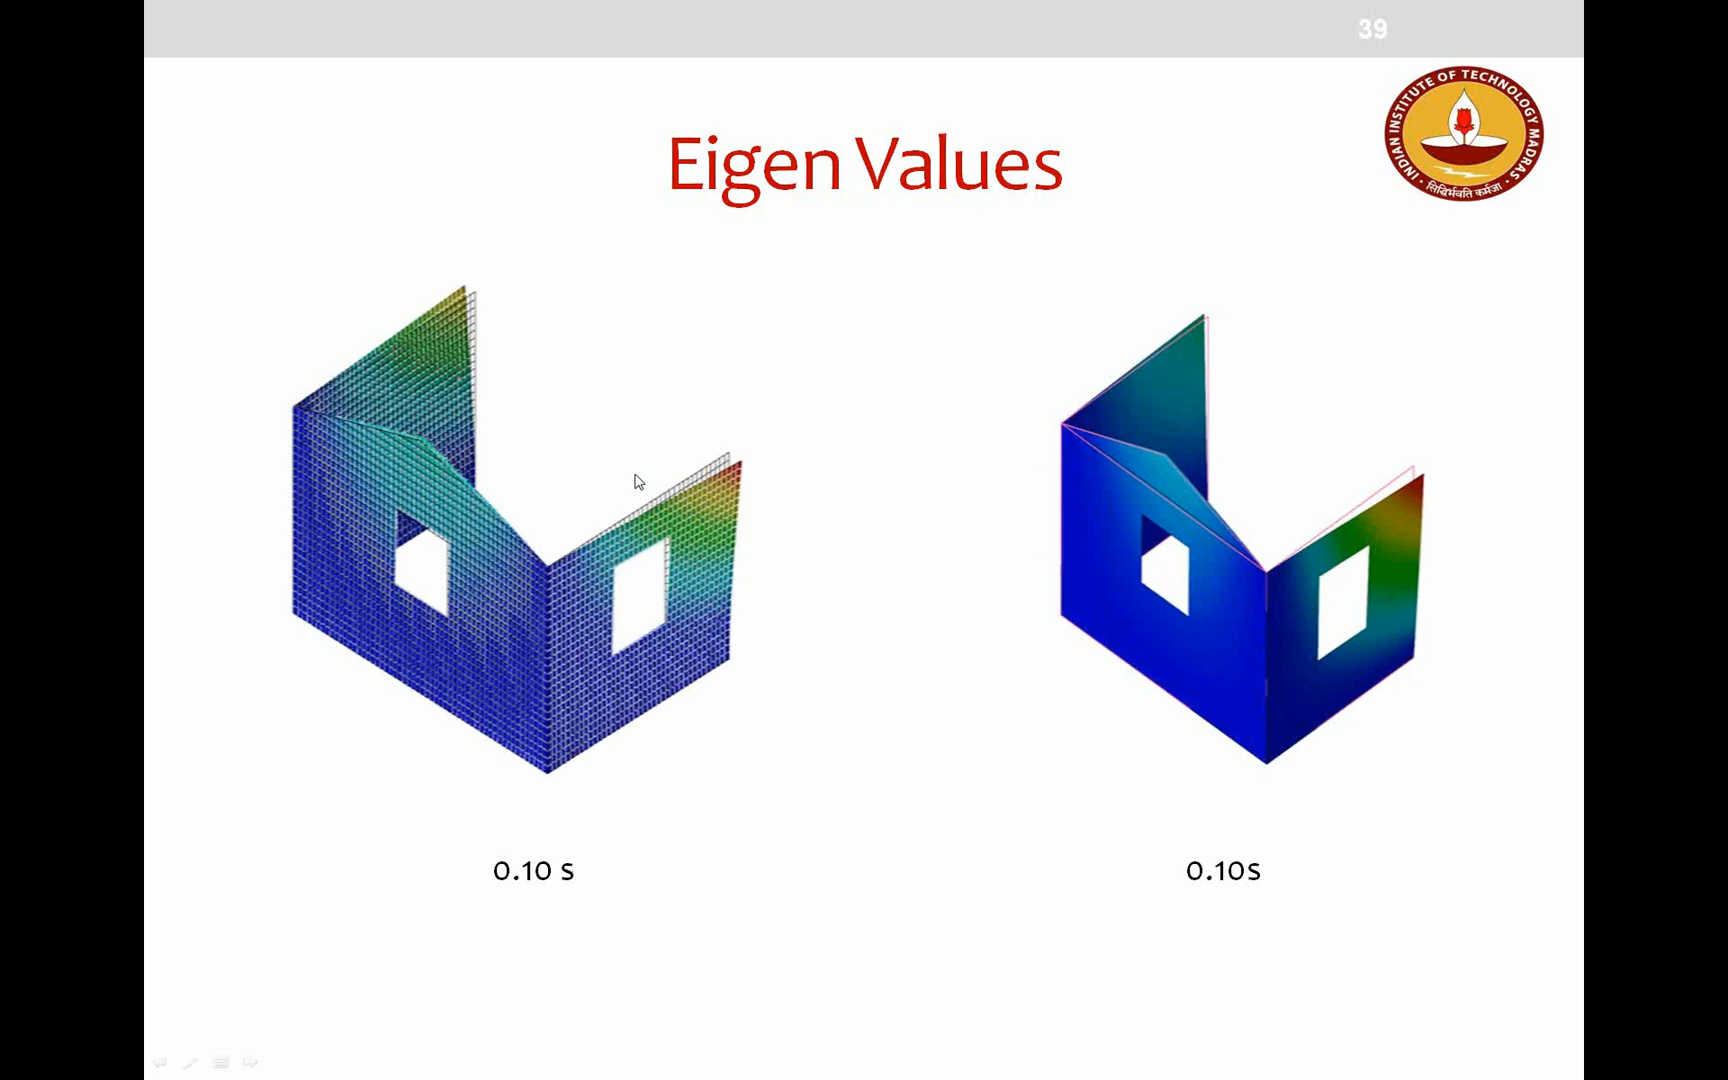 39
INDIAN INSTITUTE OF TECHNOLOGY MADRAS
सिद्धिर्भवति कर्मजा
Eigen Values
0.10 s
0.10s